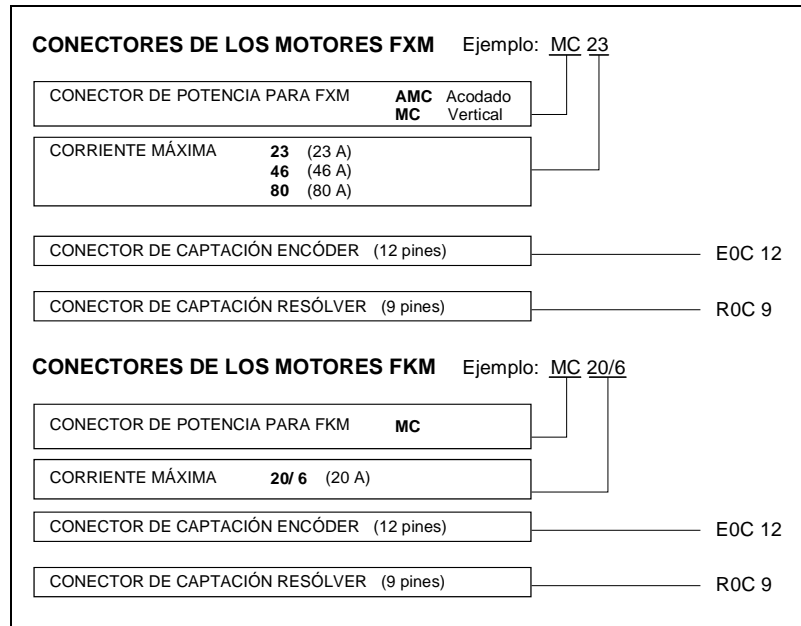 CONECTORES DE LOS MOTORES FXM Ejemplo: MC 23
CONECTOR DE POTENCIA PARA FXM AMC Acodado
MC Vertical
CORRIENTE MÁXIMA 23 (23 A)
46 (46 A)
80 (80 A)
CONECTOR DE CAPTACIÓN ENCÓDER (12 pines) E0C 12
CONECTOR DE CAPTACIÓN RESÓLVER (9 pines) R0C 9
CONECTORES DE LOS MOTORES FKM Ejemplo: MC 20/6
CONECTOR DE POTENCIA PARA FKM MC
CORRIENTE MÁXIMA 20/ 6 (20 A)
CONECTOR DE CAPTACIÓN ENCÓDER (12 pines) E0C 12
CONECTOR DE CAPTACIÓN RESÓLVER (9 pines) R0C 9